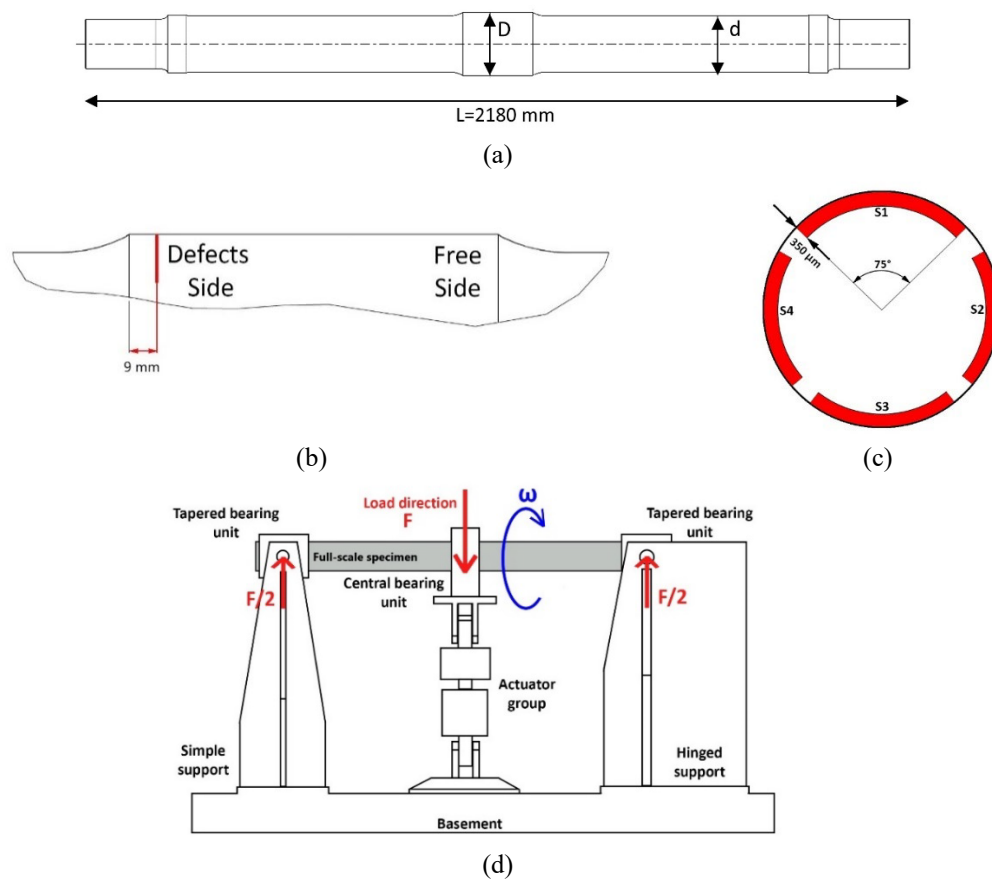 D
d
L=2180 mm
(a)
Defects
Side
Free
Side
9 mm
(b)
S1
350 μm
75°
S4
S2
S3
(c)
Load direction
F
ω
Tapered bearing
unit
Tapered bearing
unit
Full-scale specimen
Central bearing
unit
F/2
F/2
Actuator
group
Simple
support
Hinged
support
Basement
(d)